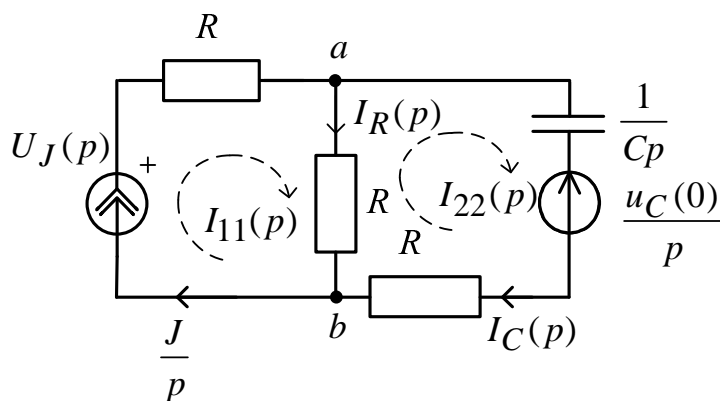 R
a
I_R(p)
1/Cp
U_J(p)
+
I_11(p)
R
I_22(p)
u_C(0)/p
R
J/p
b
I_C(p)